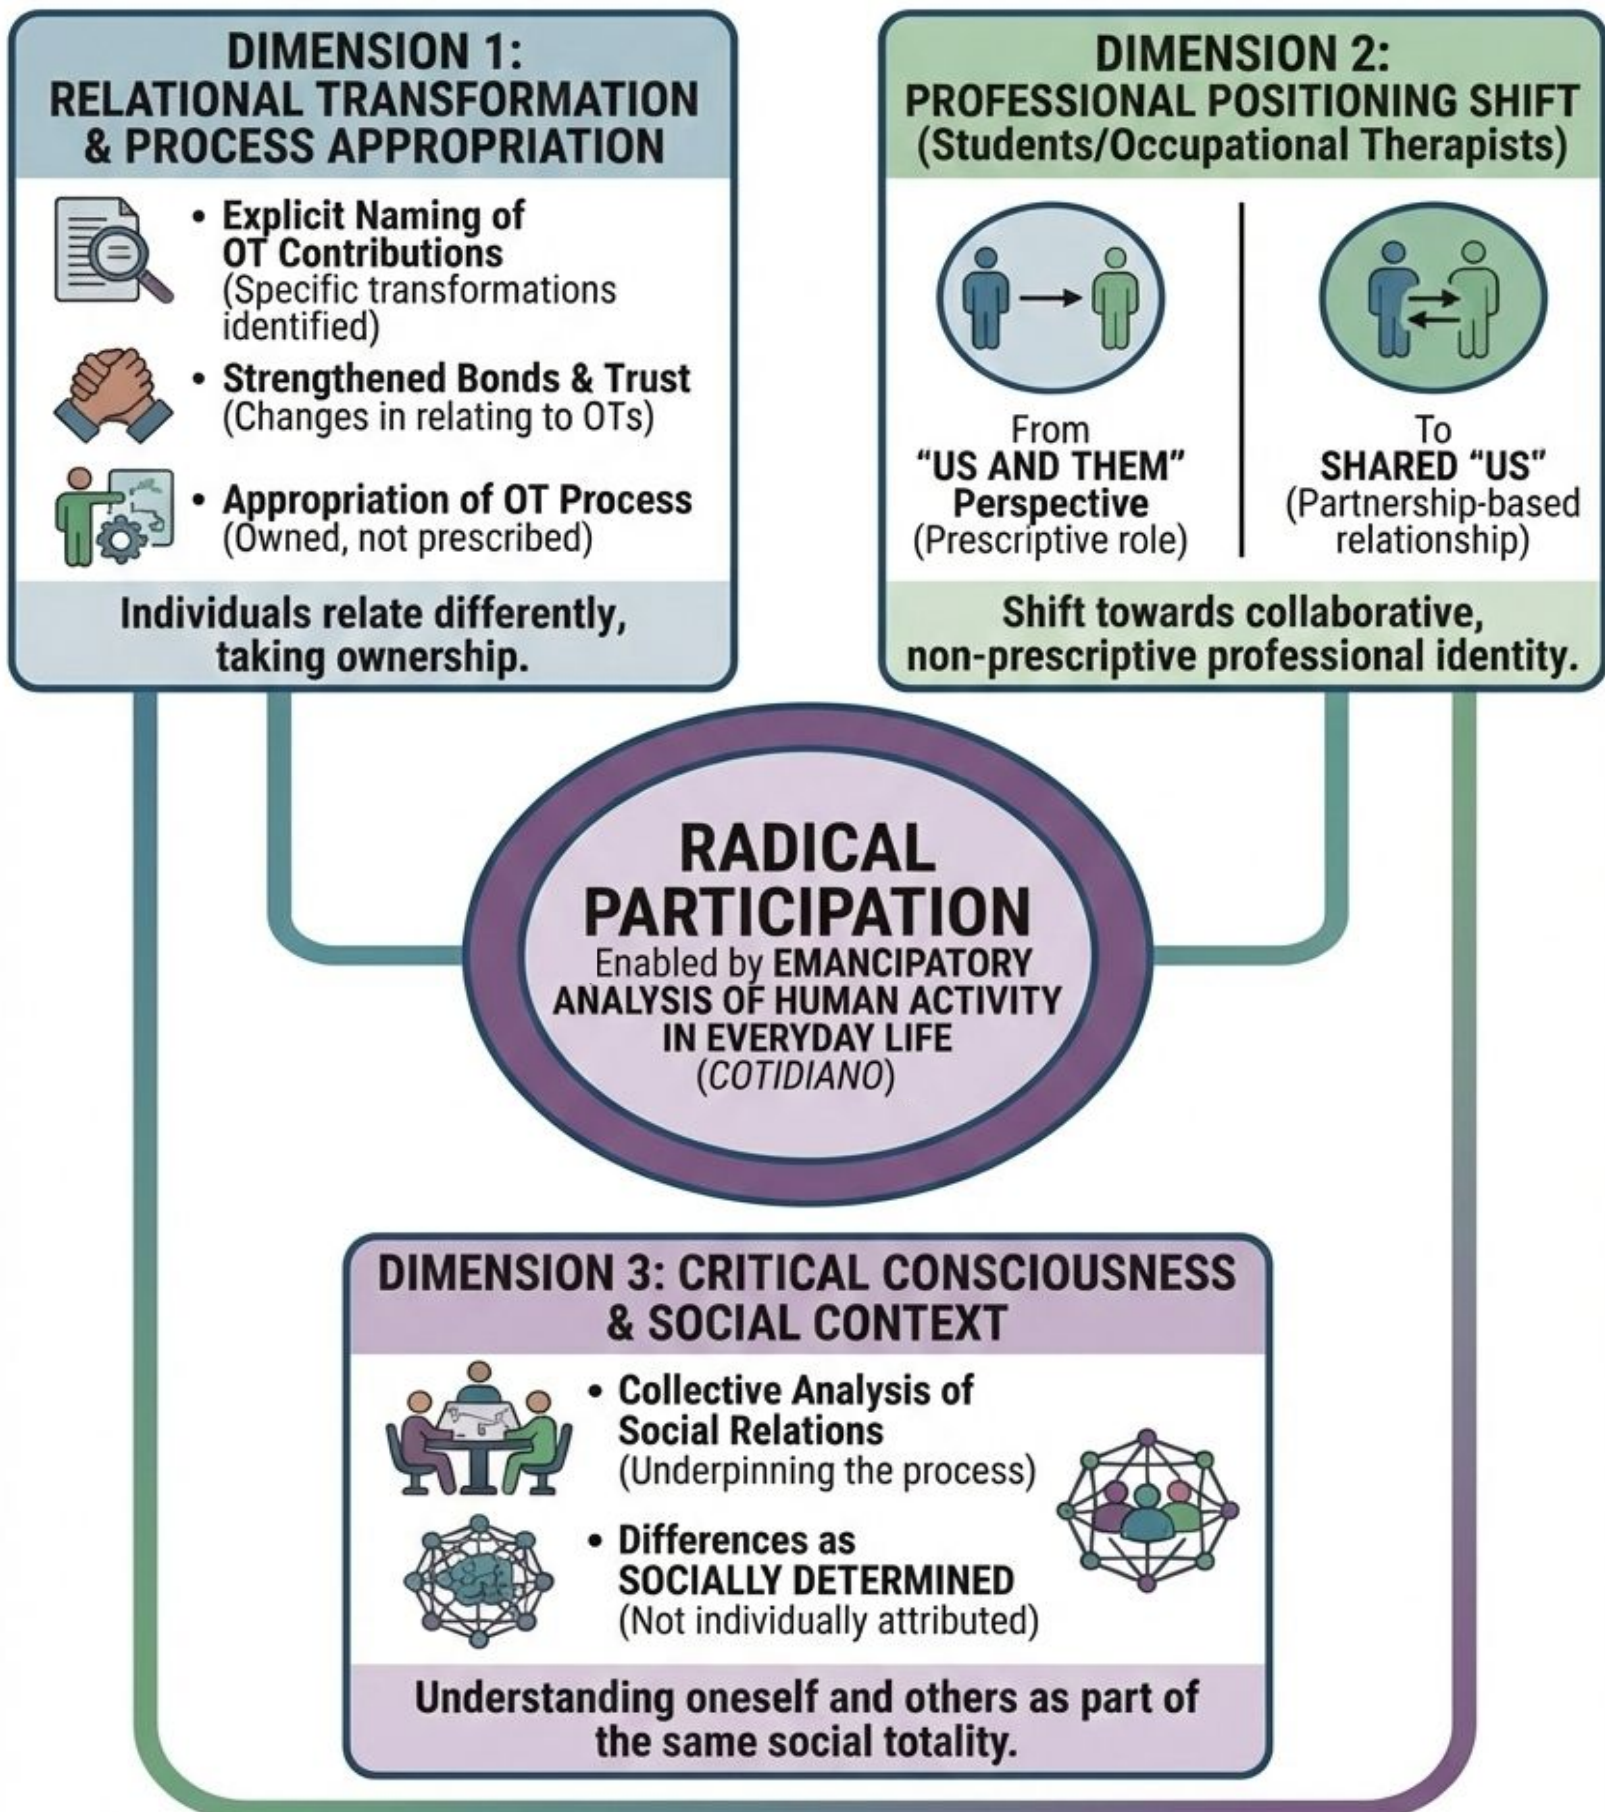 DIMENSION 1:
RELATIONAL TRANSFORMATION
& PROCESS APPROPRIATION
• Explicit Naming of
OT Contributions
(Specific transformations
identified)
• Strengthened Bonds & Trust
(Changes in relating to OTs)
• Appropriation of OT Process
(Owned, not prescribed)
Individuals relate differently,
taking ownership.
DIMENSION 2:
PROFESSIONAL POSITIONING SHIFT
(Students/Occupational Therapists)
From
“US AND THEM”
Perspective
(Prescriptive role)
To
SHARED “US”
(Partnership-based
relationship)
Shift towards collaborative,
non-prescriptive professional identity.
RADICAL
PARTICIPATION
Enabled by EMANCIPATORY
ANALYSIS OF HUMAN ACTIVITY
IN EVERYDAY LIFE
(COTIDIANO)
DIMENSION 3: CRITICAL CONSCIOUSNESS
& SOCIAL CONTEXT
• Collective Analysis of
Social Relations
(Underpinning the process)
• Differences as
SOCIALLY DETERMINED
(Not individually attributed)
Understanding oneself and others as part of
the same social totality.